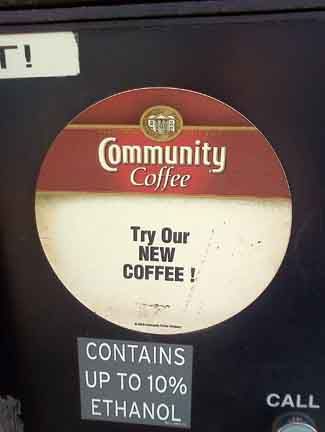 T!
Community
Coffee
Try Our
NEW
COFFEE !
CONTAINS
UP TO 10%
ETHANOL
CALL